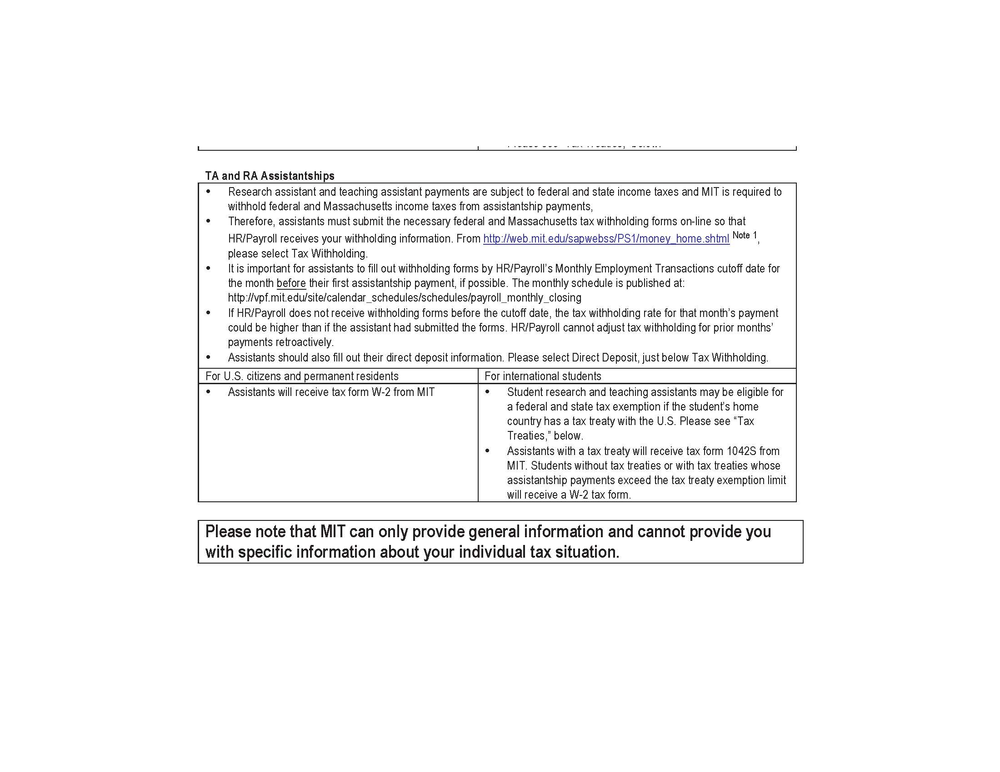 TA and RA Assistantships
• Research assistant and teaching assistant payments are subject to federal and state income taxes and MIT is required to
withhold federal and Massachusetts income taxes from assistantship payments,
• Therefore, assistants must submit the necessary federal and Massachusetts tax withholding forms on-line so that
HR/Payroll receives your withholding information. From http://web.mit.edu/sapwebss/PS1/money_home.shtml Note 1,
please select Tax Withholding.
• It is important for assistants to fill out withholding forms by HR/Payroll’s Monthly Employment Transactions cutoff date for
the month before their first assistantship payment, if possible. The monthly schedule is published at:
http://vpf.mit.edu/site/calendar_schedules/schedules/payroll_monthly_closing
• If HR/Payroll does not receive withholding forms before the cutoff date, the tax withholding rate for that month’s payment
could be higher than if the assistant had submitted the forms. HR/Payroll cannot adjust tax withholding for prior months’
payments retroactively.
• Assistants should also fill out their direct deposit information. Please select Direct Deposit, just below Tax Withholding.
For U.S. citizens and permanent residents
• Assistants will receive tax form W-2 from MIT
For international students
• Student research and teaching assistants may be eligible for
a federal and state tax exemption if the student’s home
country has a tax treaty with the U.S. Please see “Tax
Treaties,” below.
• Assistants with a tax treaty will receive tax form 1042S from
MIT. Students without tax treaties or with tax treaties whose
assistantship payments exceed the tax treaty exemption limit
will receive a W-2 tax form.
Please note that MIT can only provide general information and cannot provide you
with specific information about your individual tax situation.